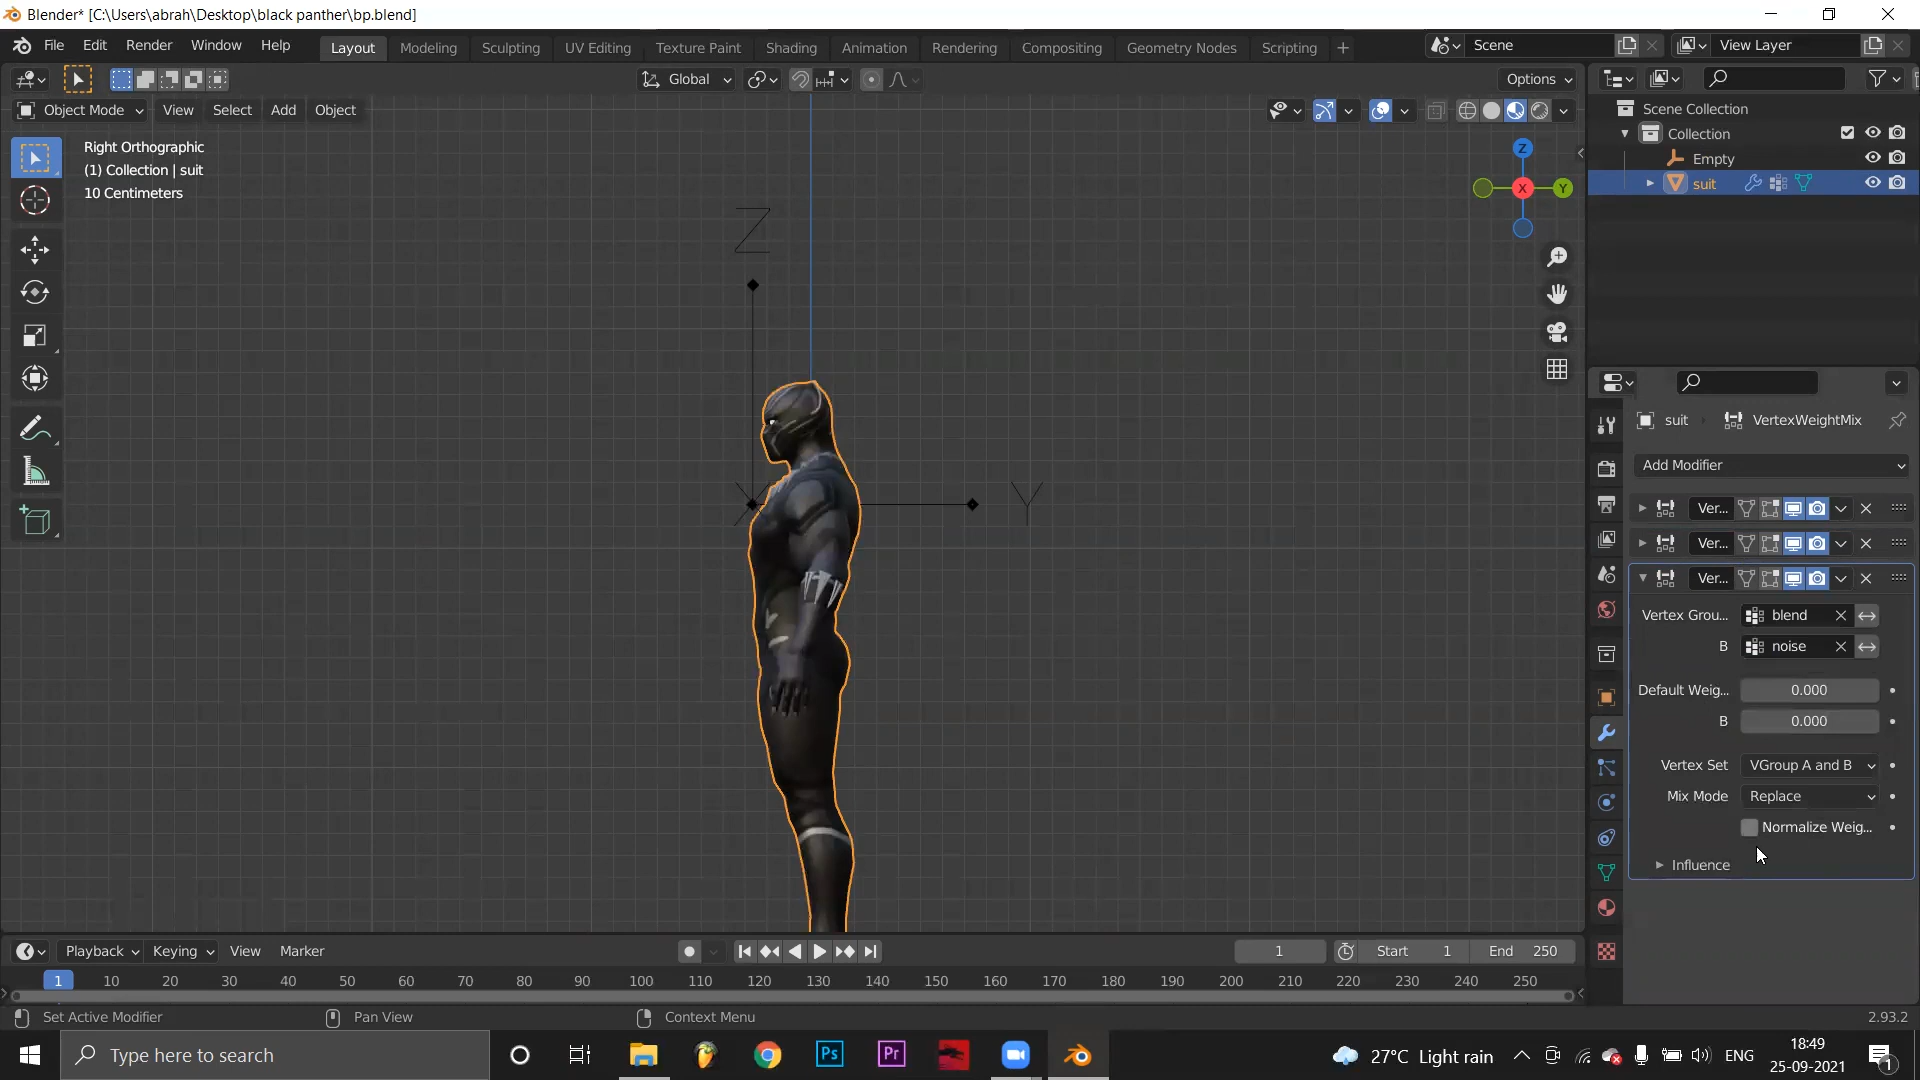 Blender* [C:\Users\abrah\Desktop\black panther\bp.blend]
File Edit Render Window Help
Layout Modeling Sculpting UV Editing Texture Paint Shading Animation Rendering Compositing Geometry Nodes Scripting +
Scene
View Layer
Global
Options
Object Mode View Select Add Object
Right Orthographic
(1) Collection | suit
10 Centimeters
Z
X
Y
Z
X
Y
Scene Collection
Collection
Empty
suit
suit VertexWeightMix
Add Modifier
Ver...
Ver...
Ver...
Vertex Grou... blend
B noise
Default Weig... 0.000
B 0.000
Vertex Set VGroup A and B
Mix Mode Replace
Normalize Weig...
Influence
Playback Keying View Marker
1
Start 1
End 250
1 10 20 30 40 50 60 70 80 90 100 110 120 130 140 150 160 170 180 190 200 210 220 230 240 250
Set Active Modifier
Pan View
Context Menu
2.93.2
Type here to search
Ps
Pr
27°C Light rain
ENG
18:49
25-09-2021
1